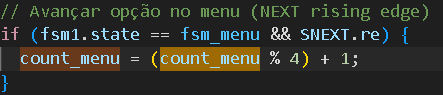 // Avançar opção no menu (NEXT rising edge)
if (fsm1.state == fsm_menu && SNEXT.re) {
count_menu = (count_menu % 4) + 1;
}